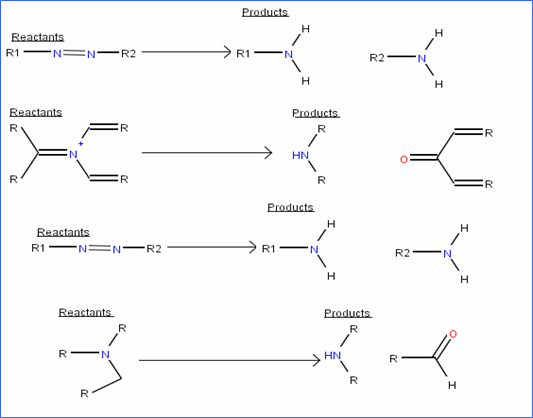 Products
H H
Reactants
R1 N N R2 R1 N R2 N
H H
Reactants Products
R R R R
+
N HN O
R R R R
Products
H H
Reactants
R1 N N R2 R1 N R2 N
H H
Reactants Products
R R O
R N HN R
R R H